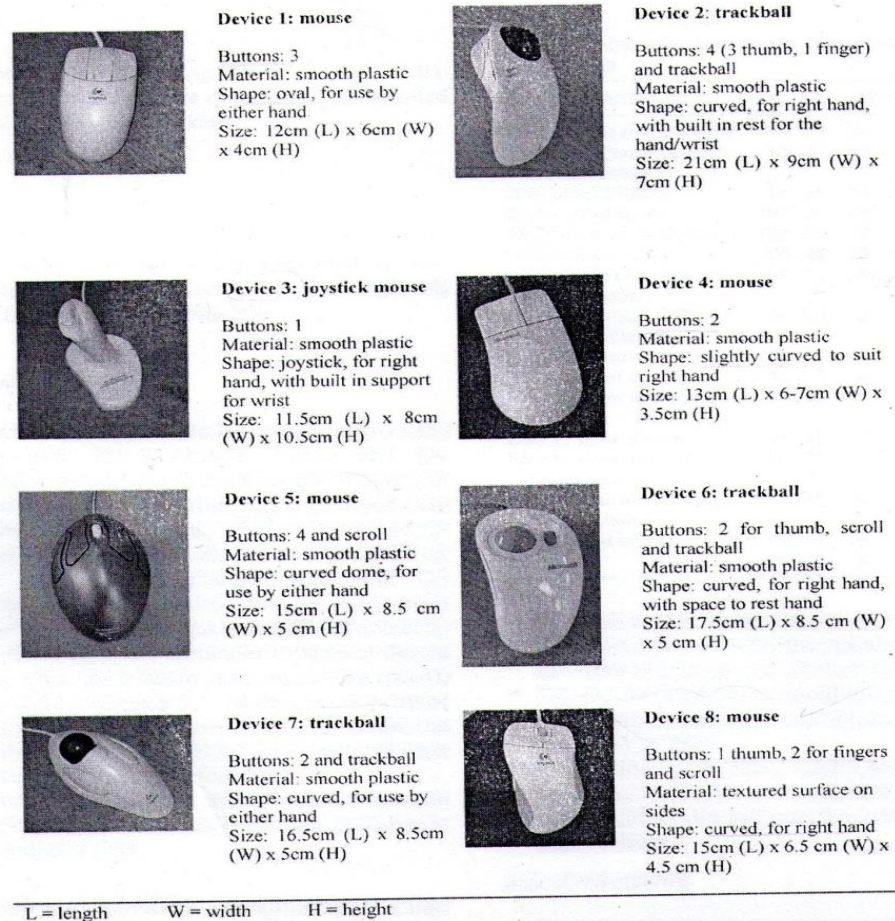 Device 1: mouse
Buttons: 3
Material: smooth plastic
Shape: oval, for use by
either hand
Size: 12cm (L) x 6cm (W)
x 4cm (H)
Device 2: trackball
Buttons: 4 (3 thumb, 1 finger)
and trackball
Material: smooth plastic
Shape: curved, for right hand,
with built in rest for the
hand/wrist
Size: 21cm (L) x 9cm (W) x
7cm (H)
Device 3: joystick mouse
Buttons: 1
Material: smooth plastic
Shape: joystick, for right
hand, with built in support
for wrist
Size: 11.5cm (L) x 8cm
(W) x 10.5cm (H)
Device 4: mouse
Buttons: 2
Material: smooth plastic
Shape: slightly curved to suit
right hand
Size: 13cm (L) x 6-7cm (W) x
3.5cm (H)
Device 5: mouse
Buttons: 4 and scroll
Material: smooth plastic
Shape: curved dome, for
use by either hand
Size: 15cm (L) x 8.5 cm
(W) x 5 cm (H)
Device 6: trackball
Buttons: 2 for thumb, scroll
and trackball
Material: smooth plastic
Shape: curved, for right hand,
with space to rest hand
Size: 17.5cm (L) x 8.5 cm (W)
x 5 cm (H)
Device 7: trackball
Buttons: 2 and trackball
Material: smooth plastic
Shape: curved, for use by
either hand
Size: 16.5cm (L) x 8.5cm
(W) x 5cm (H)
Device 8: mouse
Buttons: 1 thumb, 2 for fingers
and scroll
Material: textured surface on
sides
Shape: curved, for right hand
Size: 15cm (L) x 6.5 cm (W) x
4.5 cm (H)
L = length W = width H = height